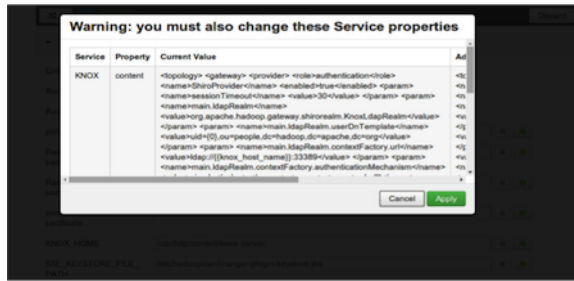 Warning: you must also change these Service properties
Service Property Current Value Ad
KNOX content <topology> <gateway> <provider> <role>authentication</role>
<name>ShiroProvider</name> <enabled>true</enabled> <param>
<name>sessionTimeout</name> <value>30</value> </param> <param>
<name>main.ldapRealm</name>
<value>org.apache.hadoop.gateway.shirorealm.KnoxLdapRealm</value>
</param> <param> <name>main.ldapRealm.userDnTemplate</name>
<value>uid={0},ou=people,dc=hadoop,dc=apache,dc=org</value>
</param> <param> <name>main.ldapRealm.contextFactory.url</name>
<value>ldap://{{knox_host_name}}:33389</value> </param> <param>
<name>main.ldapRealm.contextFactory.authenticationMechanism</name>
Cancel Apply
KNOX_HOME
SSL_KEYSTORE_FILE_
PATH